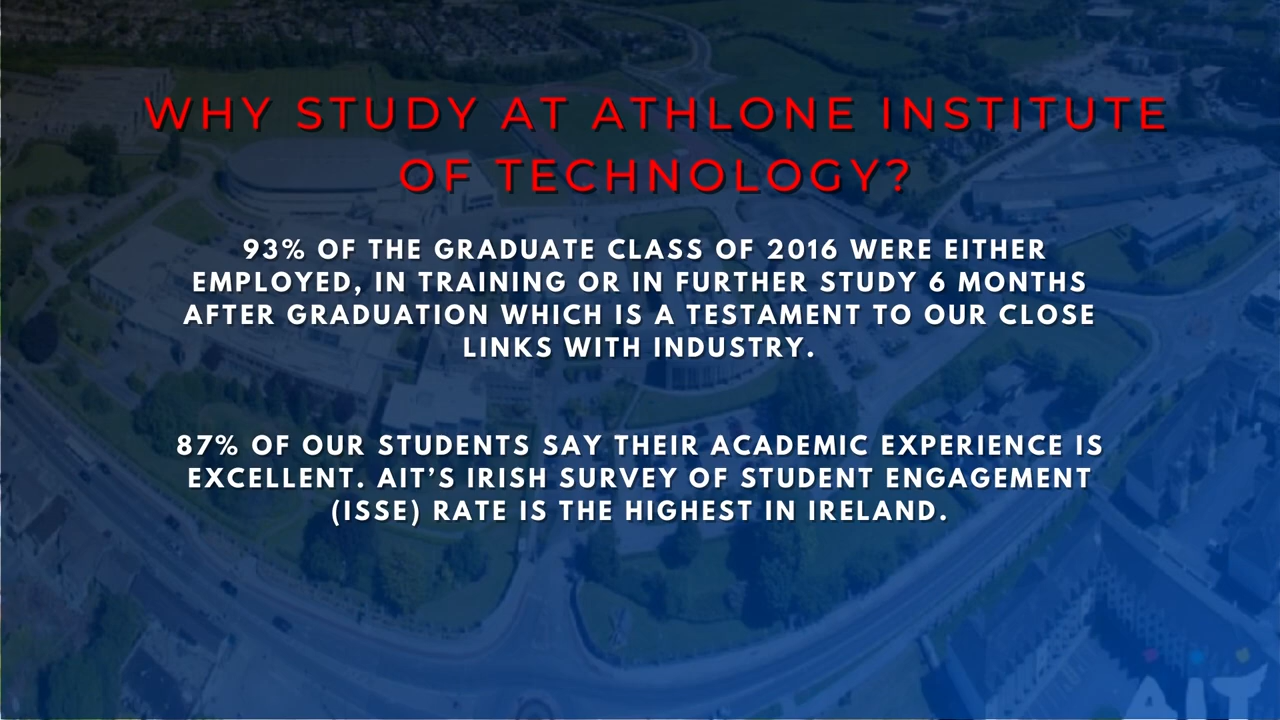 WHY STUDY AT ATHLONE INSTITUTE
OF TECHNOLOGY?
93% OF THE GRADUATE CLASS OF 2016 WERE EITHER
EMPLOYED, IN TRAINING OR IN FURTHER STUDY 6 MONTHS
AFTER GRADUATION WHICH IS A TESTAMENT TO OUR CLOSE
LINKS WITH INDUSTRY.
87% OF OUR STUDENTS SAY THEIR ACADEMIC EXPERIENCE IS
EXCELLENT. AIT’S IRISH SURVEY OF STUDENT ENGAGEMENT
(ISSE) RATE IS THE HIGHEST IN IRELAND.
AIT